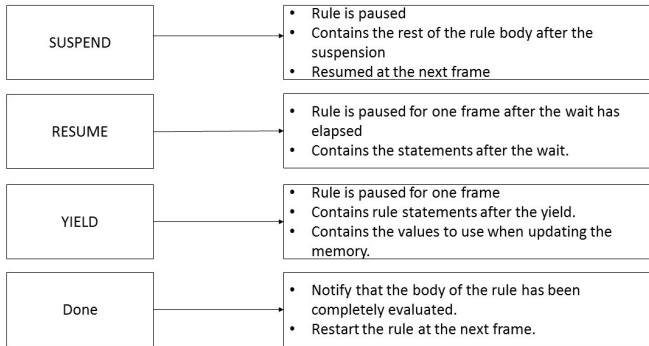 SUSPEND
• Rule is paused
• Contains the rest of the rule body after the
suspension
• Resumed at the next frame
RESUME
• Rule is paused for one frame after the wait has
elapsed
• Contains the statements after the wait.
YIELD
• Rule is paused for one frame
• Contains rule statements after the yield.
• Contains the values to use when updating the
memory.
Done
• Notify that the body of the rule has been
completely evaluated.
• Restart the rule at the next frame.